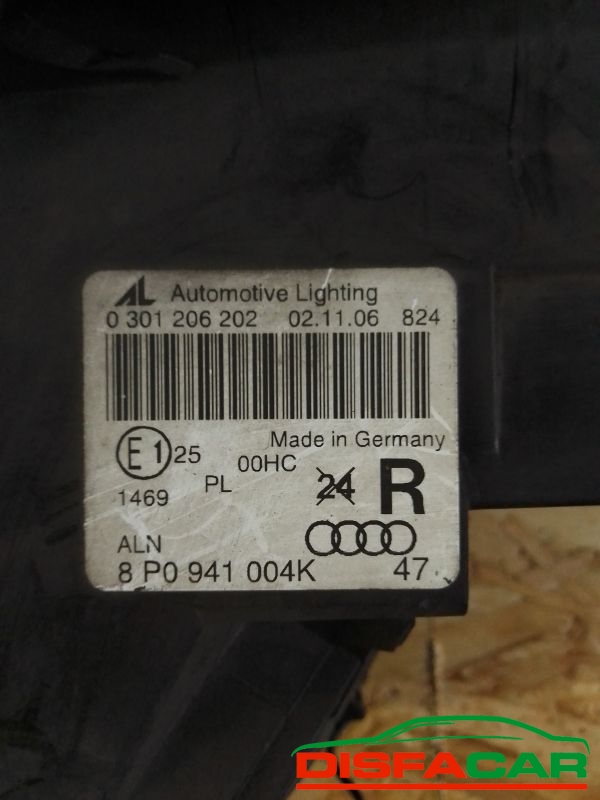 AL Automotive Lighting
0 301 206 202 02.11.06 824
Made in Germany
E1 25 00HC 24 R
1469 PL
ALN
8 P0 941 004K 47
DISFACAR